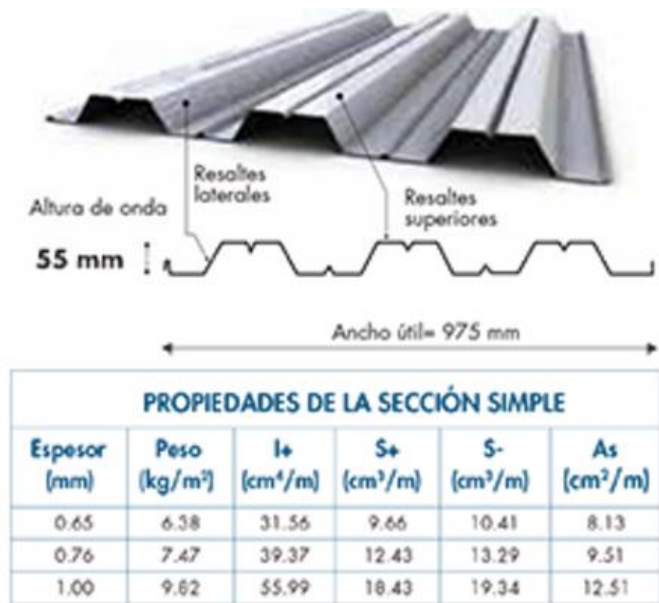 Resaltes
laterales
Resaltes
superiores
Altura de onda
55 mm
Ancho útil= 975 mm
PROPIEDADES DE LA SECCIÓN SIMPLE
Espesor (mm) Peso (kg/m²) I+ (cm⁴/m) S+ (cm³/m) S- (cm³/m) As (cm²/m)
0.65 6.38 31.56 9.66 10.41 8.13
0.76 7.47 39.37 12.43 13.29 9.51
1.00 9.82 55.99 18.43 19.34 12.51